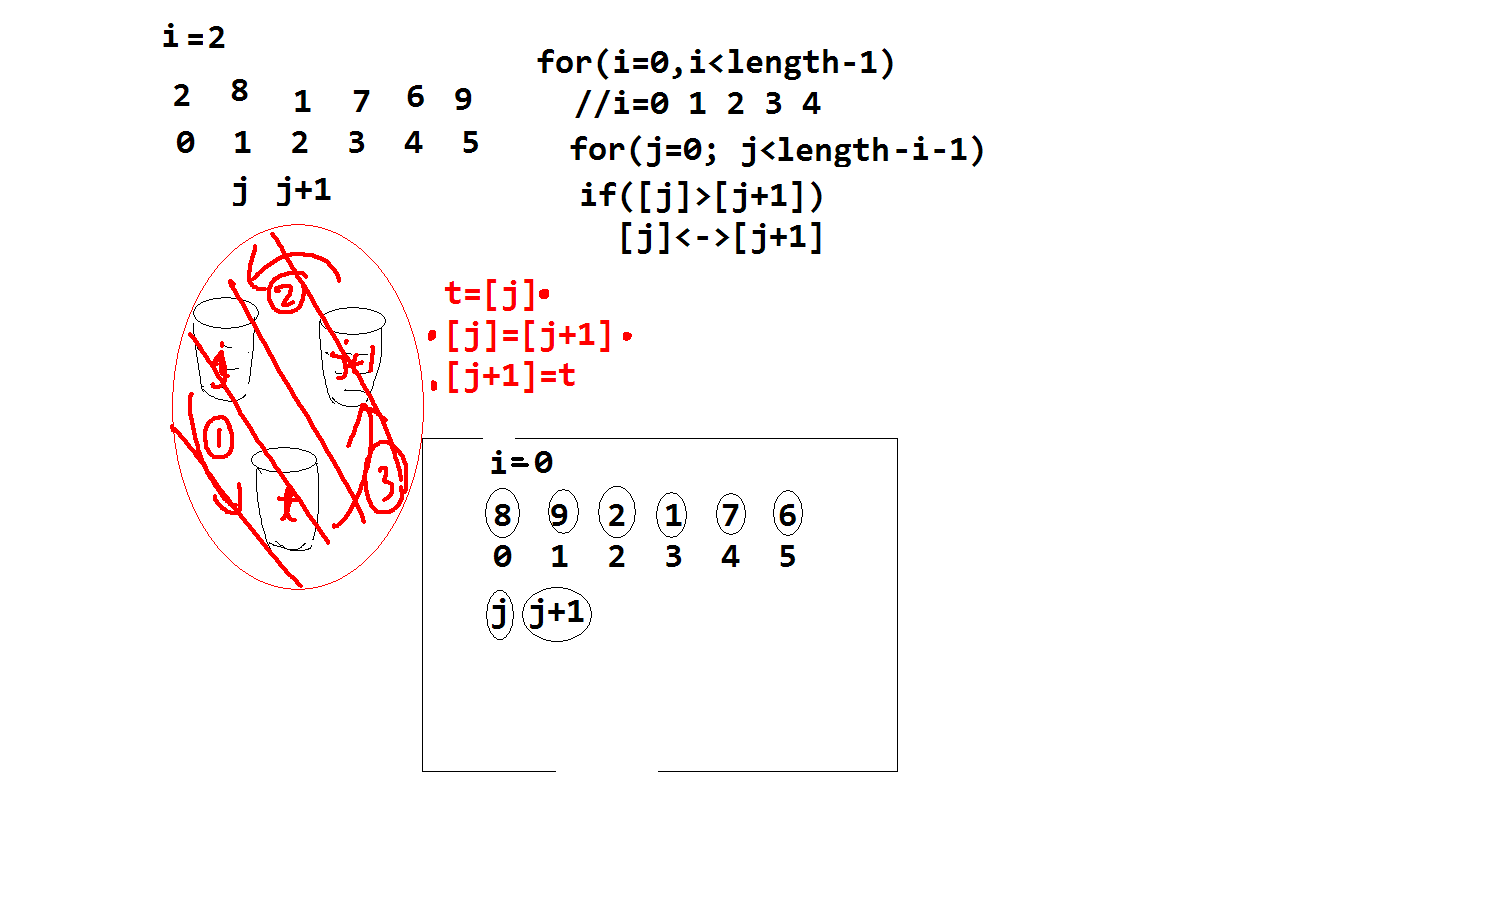 i=2
2 8 1 7 6 9
0 1 2 3 4 5
j j+1
for(i=0,i<length-1)
//i=0 1 2 3 4
for(j=0; j<length-i-1)
if([j]>[j+1])
[j]<->[j+1]
②
j j+1
①
t
③
t=[j]
[j]=[j+1]
[j+1]=t
i=0
8 9 2 1 7 6
0 1 2 3 4 5
j j+1